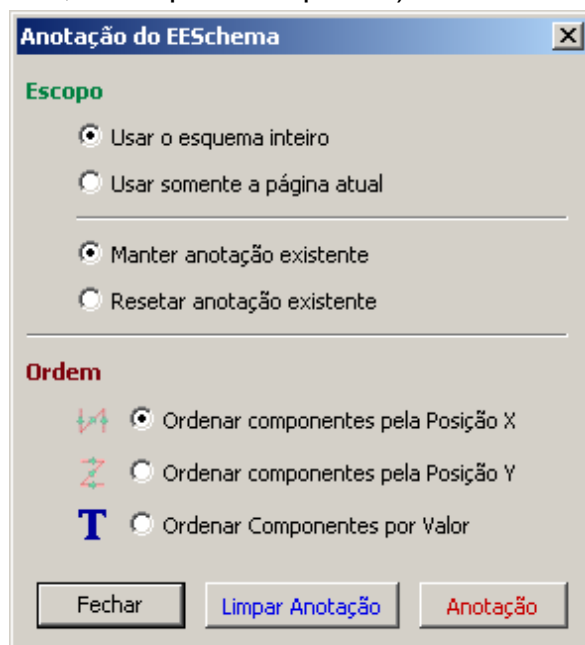 Anotação do EESchema
Escopo
Usar o esquema inteiro
Usar somente a página atual
Manter anotação existente
Resetar anotação existente
Ordem
Ordenar componentes pela Posição X
Ordenar componentes pela Posição Y
T Ordenar Componentes por Valor
Fechar Limpar Anotação Anotação